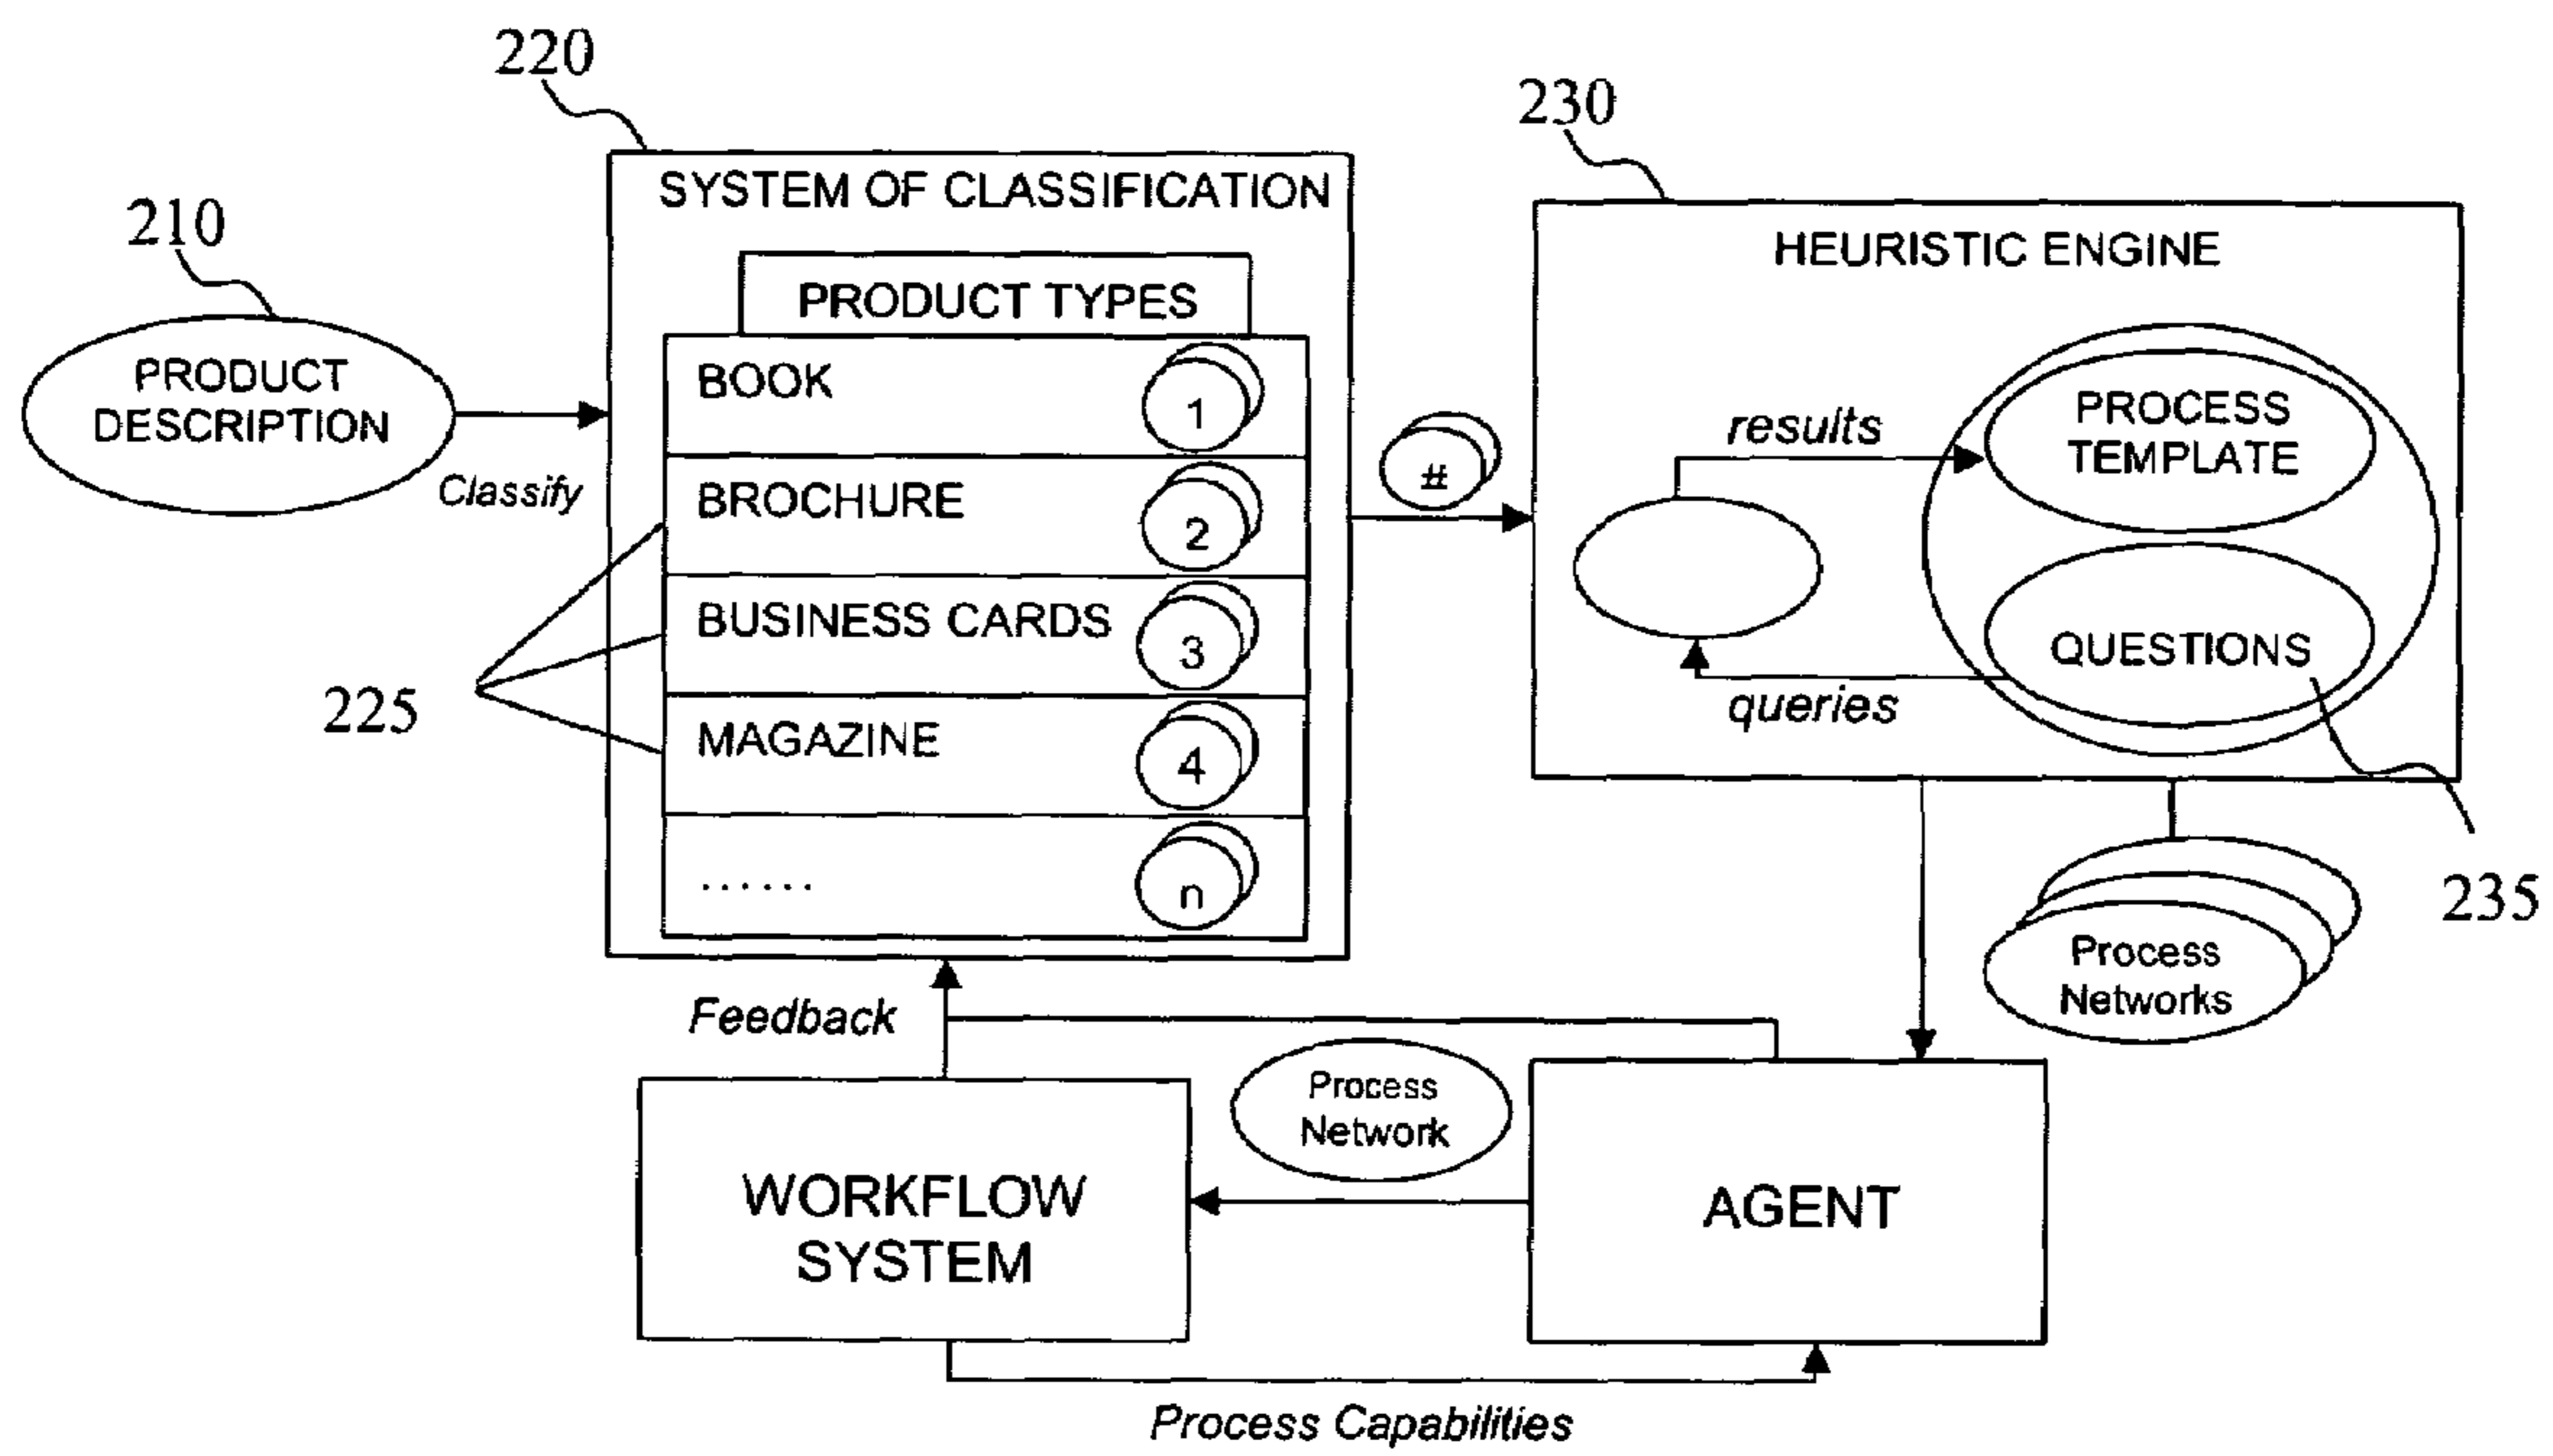 220
230
210
SYSTEM OF CLASSIFICATION
HEURISTIC ENGINE
PRODUCT TYPES
PRODUCT
DESCRIPTION
Classify
BOOK
1
BROCHURE
2
BUSINESS CARDS
3
MAGAZINE
4
......
n
225
#
results
PROCESS
TEMPLATE
QUESTIONS
queries
235
Process
Networks
Feedback
Process
Network
WORKFLOW
SYSTEM
AGENT
Process Capabilities